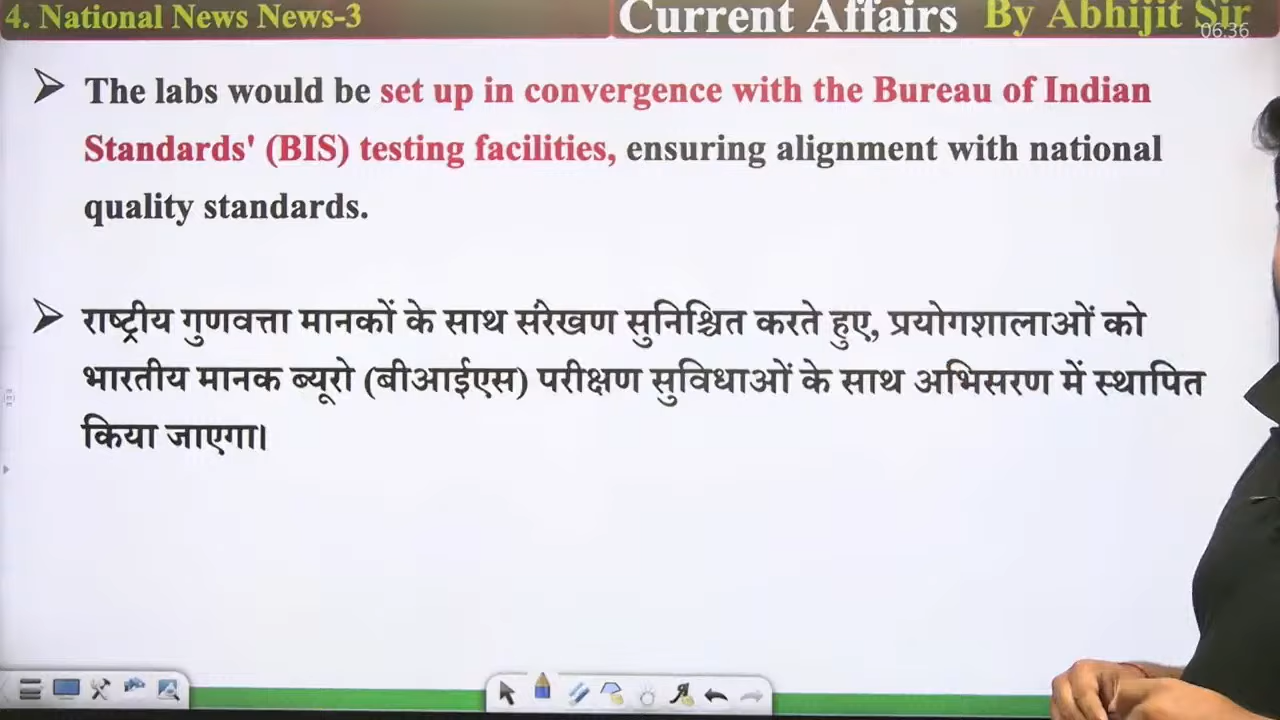 4. National News News-3
Current Affairs By Abhijit Sir
06:36
The labs would be set up in convergence with the Bureau of Indian
Standards' (BIS) testing facilities, ensuring alignment with national
quality standards.
राष्ट्रीय गुणवत्ता मानकों के साथ संरेखण सुनिश्चित करते हुए, प्रयोगशालाओं को
भारतीय मानक ब्यूरो (बीआईएस) परीक्षण सुविधाओं के साथ अभिसरण में स्थापित
किया जाएगा।